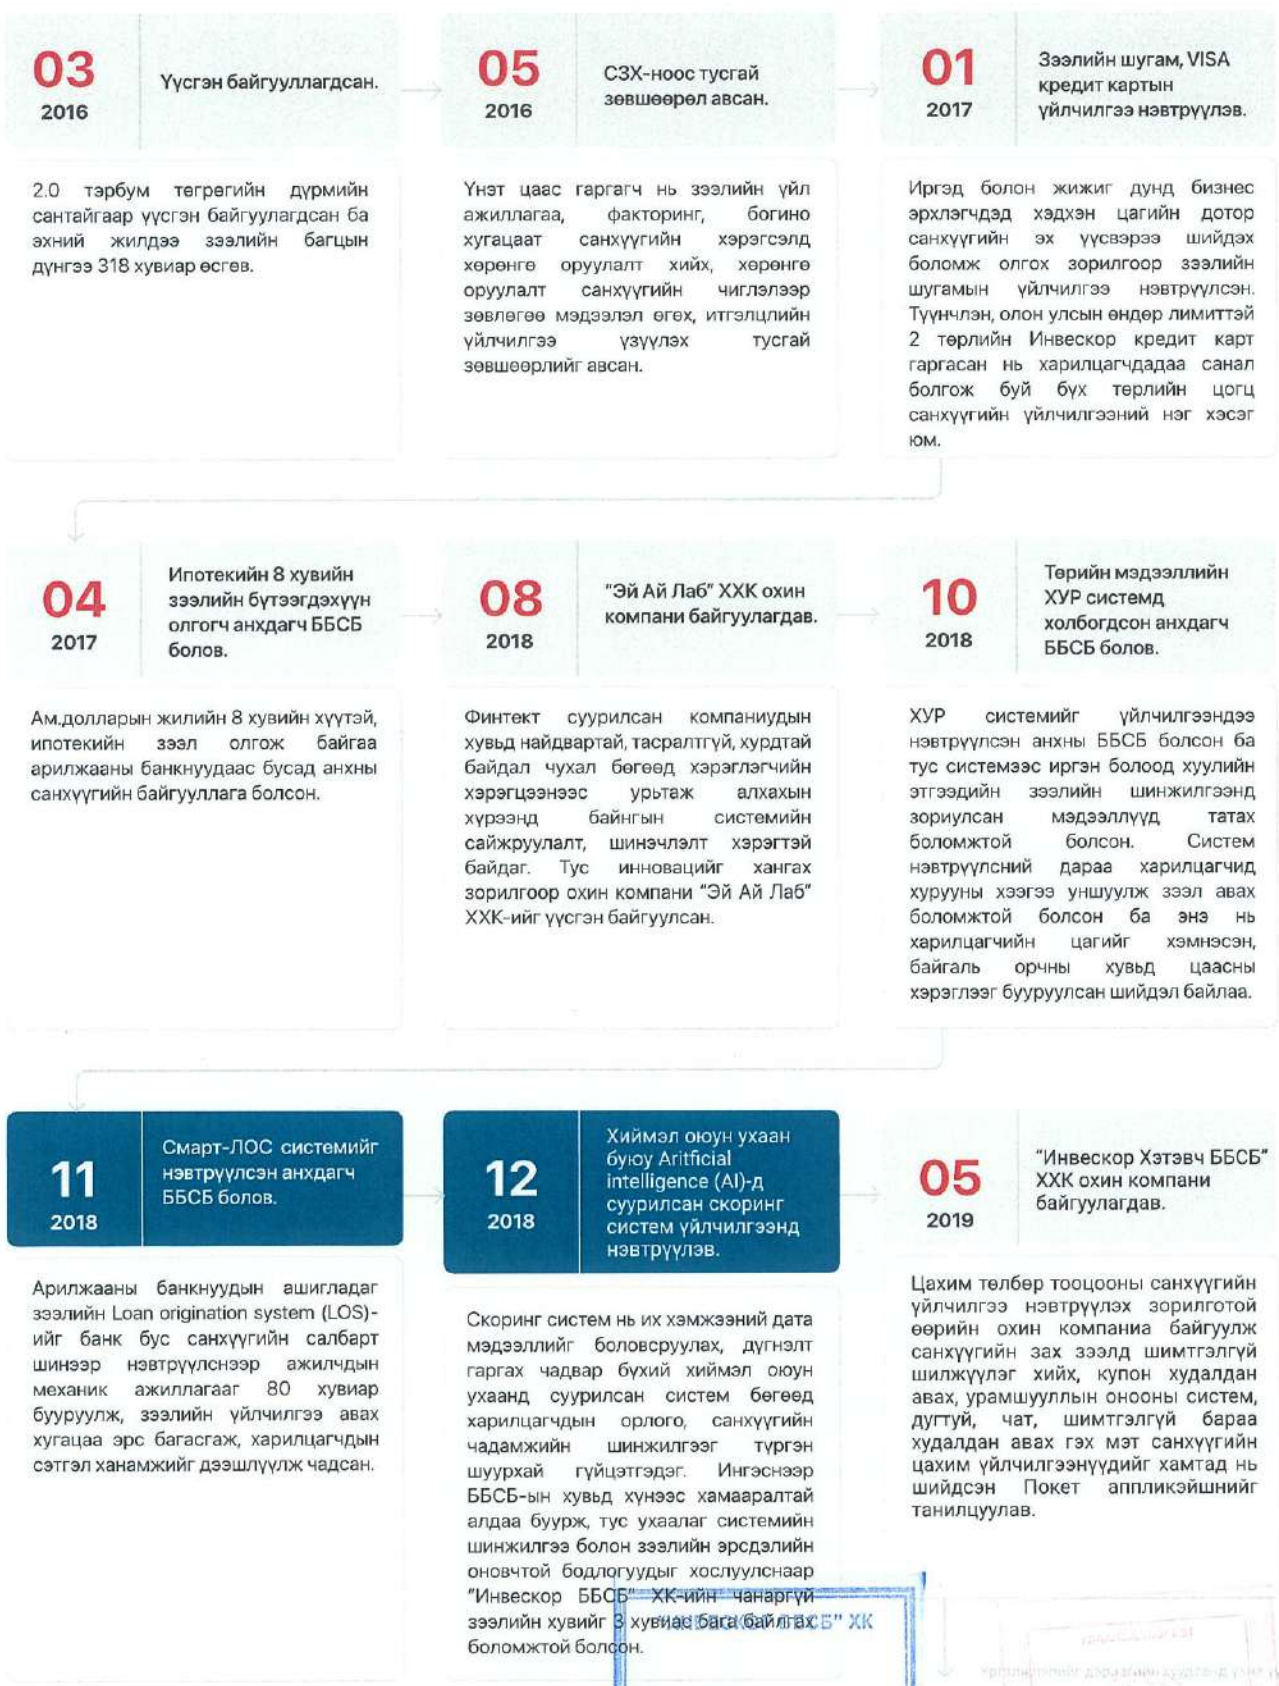 03
2016
Үүсгэн байгууллагдсан.
2.0 тэрбум төгрөгийн дүрмийн
сантайгаар үүсгэн байгуулагдсан ба
эхний жилдээ зээлийн багцын
дүнгээ 318 хувиар өсгөв.
05
2016
СЗХ-ноос тусгай
зөвшөөрөл авсан.
Үнэт цаас гаргагч нь зээлийн үйл
ажиллагаа, факторинг, богино
хугацаат санхүүгийн хэрэгсэлд
хөрөнгө оруулалт хийх, хөрөнгө
оруулалт санхүүгийн чиглэлээр
зөвлөгөө мэдээлэл өгөх, итгэлцлийн
үйлчилгээ үзүүлэх тусгай
зөвшөөрлийг авсан.
01
2017
Зээлийн шугам, VISA
кредит картын
үйлчилгээ нэвтрүүлэв.
Иргэд болон жижиг дунд бизнес
эрхлэгчдэд хэдхэн цагийн дотор
санхүүгийн эх үүсвэрээ шийдэх
боломж олгох зорилгоор зээлийн
шугамын үйлчилгээ нэвтрүүлсэн.
Түүнчлэн, олон улсын өндөр лимиттэй
2 төрлийн Инвескор кредит карт
гаргасан нь харилцагчдадаа санал
болгож буй бүх төрлийн цогц
санхүүгийн үйлчилгээний нэг хэсэг
юм.
04
2017
Ипотекийн 8 хувийн
зээлийн бүтээгдэхүүн
олгогч анхдагч ББСБ
болов.
Ам.долларын жилийн 8 хувийн хүүтэй,
ипотекийн зээл олгож байгаа
арилжааны банкнуудаас бусад анхны
санхүүгийн байгууллага болсон.
08
2018
"Эй Ай Лаб" ХХК охин
компани байгуулагдав.
Финтект суурилсан компаниудын
хувьд найдвартай, тасралтгүй, хурдтай
байдал чухал бөгөөд хэрэглэгчийн
хэрэгцээнээс урьтаж алхахын
хүрээнд байнгын системийн
сайжруулалт, шинэчлэлт хэрэгтэй
байдаг. Тус инновацийг хангах
зорилгоор охин компани "Эй Ай Лаб"
ХХК-ийг үүсгэн байгуулсан.
10
2018
Төрийн мэдээллийн
ХУР системд
холбогдсон анхдагч
ББСБ болов.
ХУР системийг үйлчилгээндээ
нэвтрүүлсэн анхны ББСБ болсон ба
тус системээс иргэн болоод хуулийн
этгээдийн зээлийн шинжилгээнд
зориулсан мэдээллүүд татах
боломжтой болсон. Систем
нэвтрүүлсний дараа харилцагчид
хурууны хээгээ уншуулж зээл авах
боломжтой болсон ба энэ нь
харилцагчийн цагийг хэмнэсэн,
байгаль орчны хувьд цаасны
хэрэглээг бууруулсан шийдэл байлаа.
11
2018
Смарт-ЛОС системийг
нэвтрүүлсэн анхдагч
ББСБ болов.
Арилжааны банкнуудын ашигладаг
зээлийн Loan origination system (LOS)-
ийг банк бус санхүүгийн салбарт
шинээр нэвтрүүлснээр ажилчдын
механик ажиллагааг 80 хувиар
бууруулж, зээлийн үйлчилгээ авах
хугацаа эрс багасгаж, харилцагчдын
сэтгэл ханамжийг дээшлүүлж чадсан.
12
2018
Хиймэл оюун ухаан
буюу Aritficial
intelligence (AI)-д
суурилсан скоринг
систем үйлчилгээнд
нэвтрүүлэв.
Скоринг систем нь их хэмжээний дата
мэдээллийг боловсруулах, дүгнэлт
гаргах чадвар бүхий хиймэл оюун
ухаанд суурилсан систем бөгөөд
харилцагчдын орлого, санхүүгийн
чадамжийн шинжилгээг түргэн
шуурхай гүйцэтгэдэг. Ингэснээр
ББСБ-ын хувьд хүнээс хамааралтай
алдаа буурж, тус ухаалаг системийн
шинжилгээ болон зээлийн эрсдэлийн
оновчтой бодлогуудыг хослуулснаар
"Инвескор ББСБ" ХК-ийн чанаргүй
зээлийн хувийг 3 хувиас бага байлгах
боломжтой болсон.
05
2019
"Инвескор Хэтэвч ББСБ"
ХХК охин компани
байгуулагдав.
Цахим төлбөр тооцооны санхүүгийн
үйлчилгээ нэвтрүүлэх зорилготой
өөрийн охин компаниа байгуулж
санхүүгийн зах зээлд шимтгэлгүй
шилжүүлэг хийх, купон худалдан
авах, урамшууллын онооны систем,
дугтуй, чат, шимтгэлгүй бараа
худалдан авах гэх мэт санхүүгийн
цахим үйлчилгээнүүдийг хамтад нь
шийдсэн Покет аппликэйшнийг
танилцуулав.
"ИНВЕСКОР ББСБ" ХК